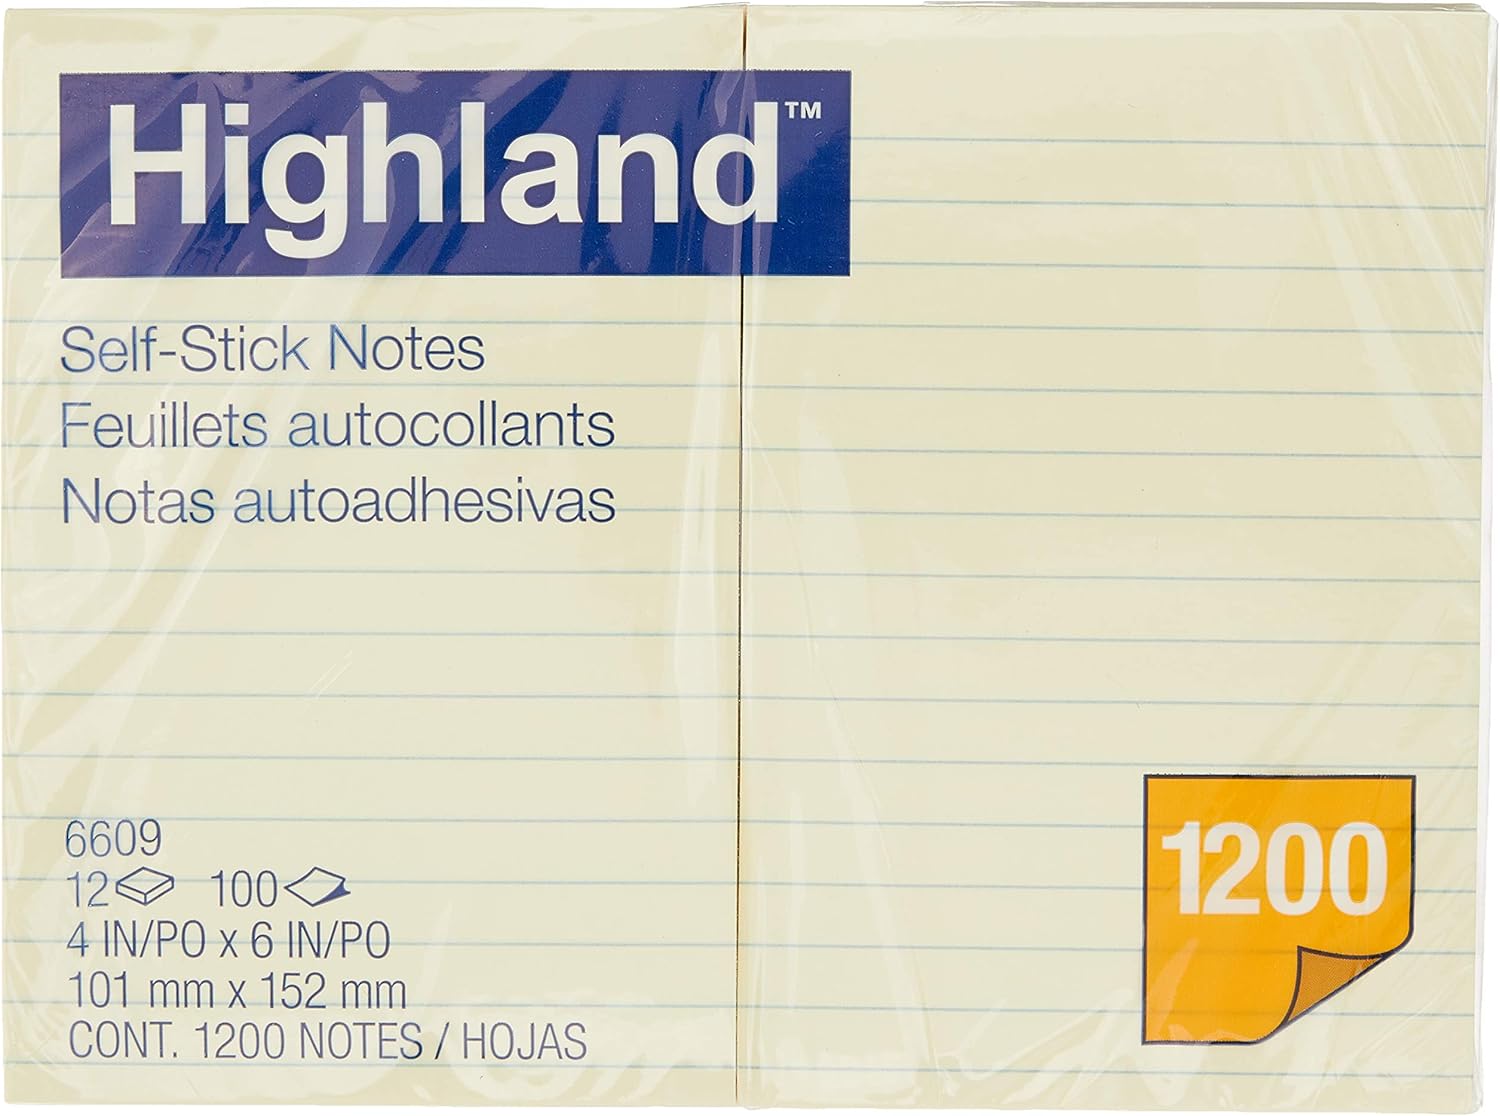 Highland™
Self-Stick Notes
Feuillets autocollants
Notas autoadhesivas
6609
12 100
4 IN/PO x 6 IN/PO
101 mm x 152 mm
CONT. 1200 NOTES / HOJAS
1200